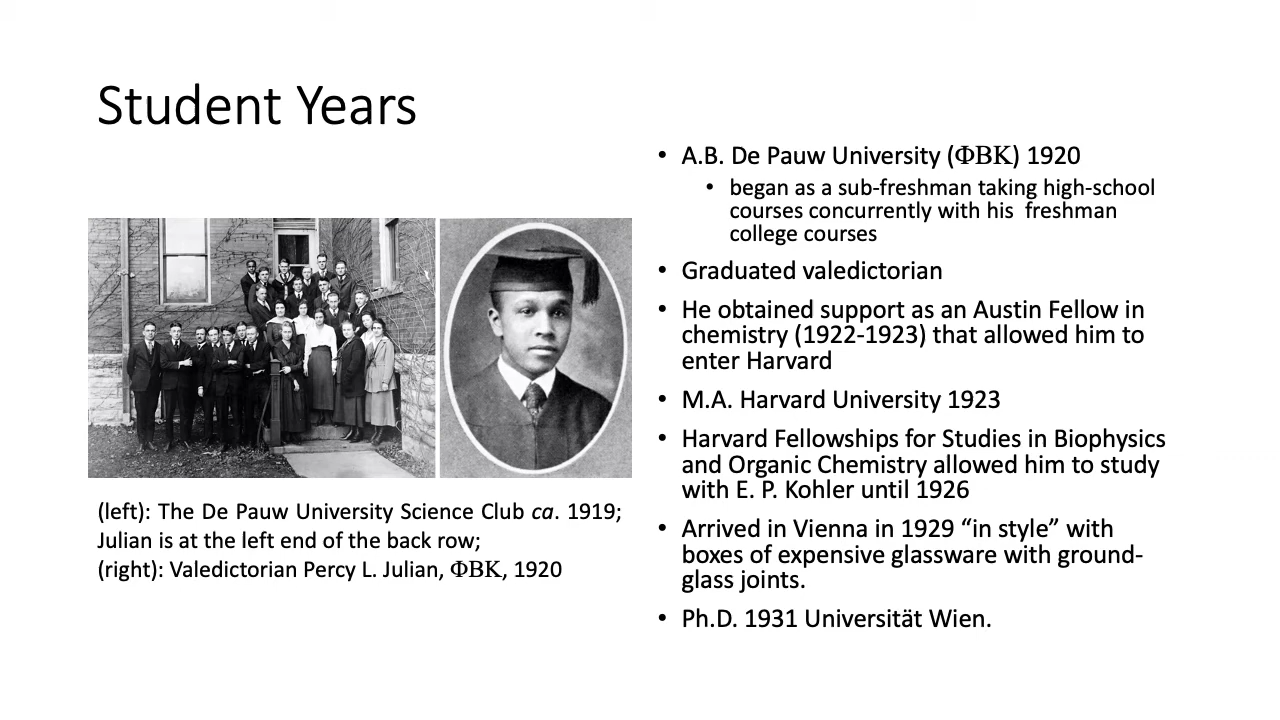 Student Years
• A.B. De Pauw University (ΦΒΚ) 1920
• began as a sub-freshman taking high-school
courses concurrently with his  freshman
college courses
• Graduated valedictorian
• He obtained support as an Austin Fellow in
chemistry (1922-1923) that allowed him to
enter Harvard
• M.A. Harvard University 1923
• Harvard Fellowships for Studies in Biophysics
and Organic Chemistry allowed him to study
with E. P. Kohler until 1926
• Arrived in Vienna in 1929 “in style” with
boxes of expensive glassware with ground-
glass joints.
• Ph.D. 1931 Universität Wien.
(left): The De Pauw University Science Club ca. 1919;
Julian is at the left end of the back row;
(right): Valedictorian Percy L. Julian, ΦΒΚ, 1920